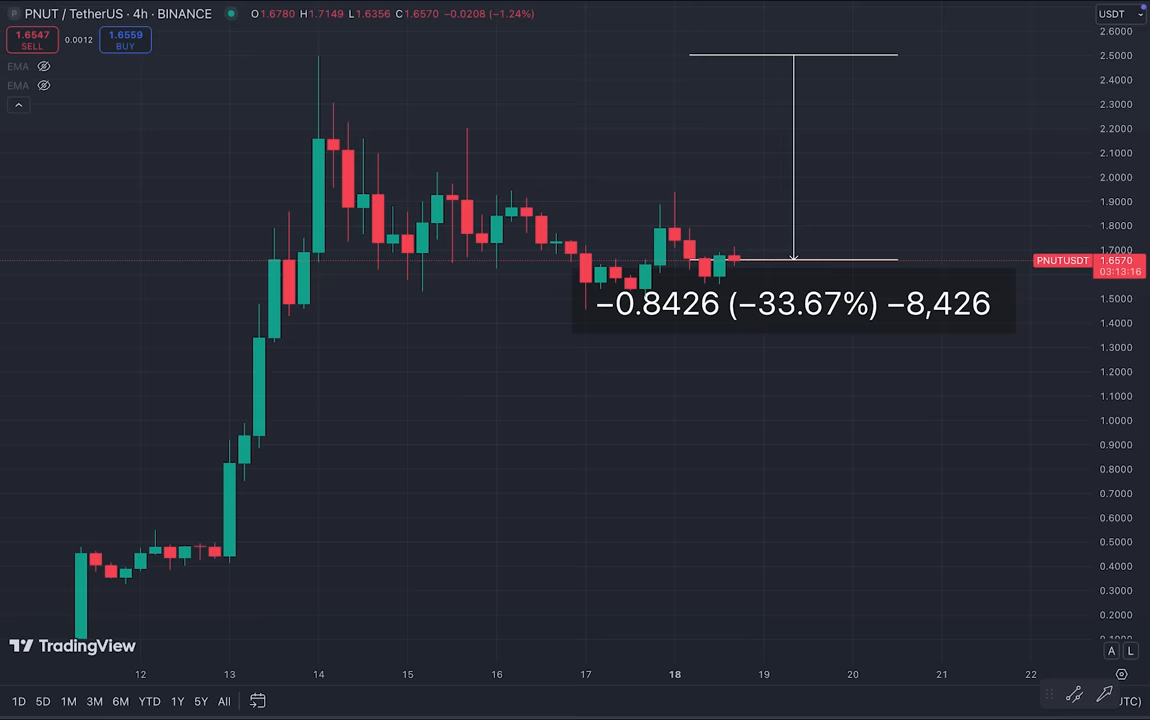 PNUT / TetherUS · 4h · BINANCE O1.6780 H1.7149 L1.6356 C1.6570 −0.0208 (−1.24%)
USDT
1.6547 SELL 0.0012 1.6559 BUY
EMA
EMA
2.6000
2.5000
2.4000
2.3000
2.2000
2.1000
2.0000
1.9000
1.8000
1.7000
PNUTUSDT 1.6570
03:13:16
1.5000
−0.8426 (−33.67%) −8,426
1.4000
1.3000
1.2000
1.1000
1.0000
0.9000
0.8000
0.7000
0.6000
0.5000
0.4000
0.3000
0.2000
0.1000
TradingView
A L
12 13 14 15 16 17 18 19 20 21 22
1D 5D 1M 3M 6M YTD 1Y 5Y All
UTC)